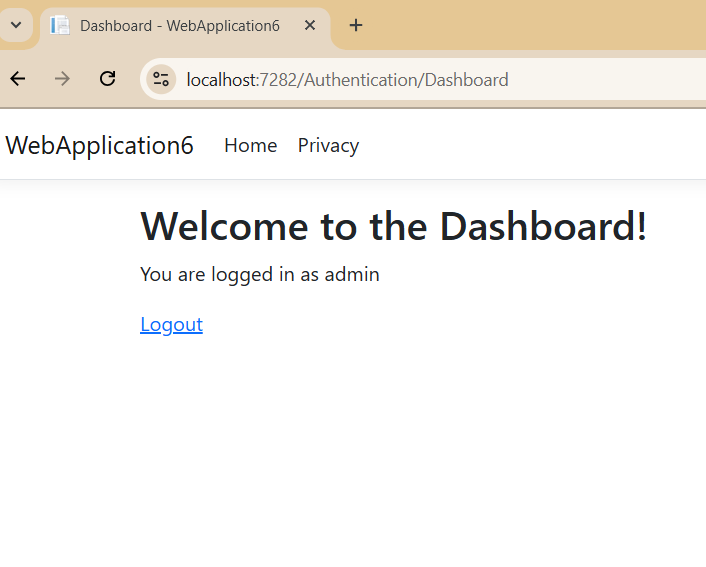 Dashboard - WebApplication6
localhost:7282/Authentication/Dashboard
WebApplication6 Home Privacy
Welcome to the Dashboard!
You are logged in as admin
Logout